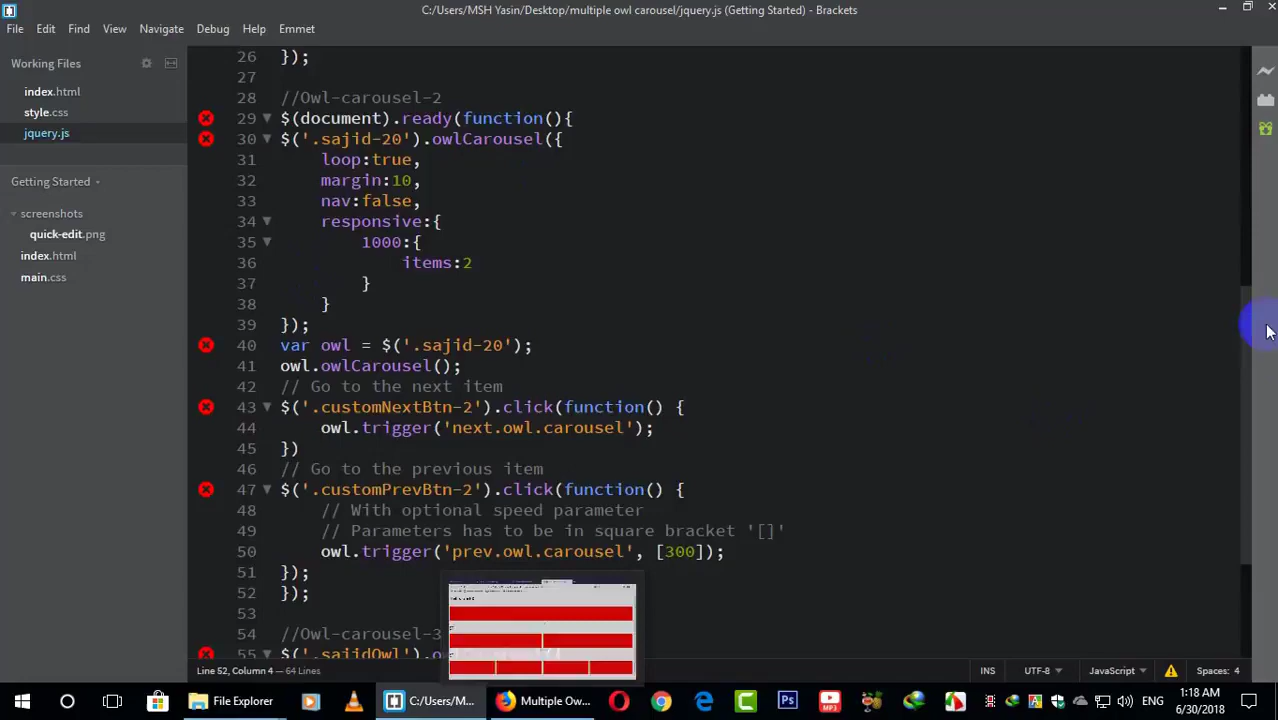 C:/Users/MSH Yasin/Desktop/multiple owl carousel/jquery.js (Getting Started) - Brackets
File Edit Find View Navigate Debug Help Emmet
Working Files
index.html
style.css
jquery.js
Getting Started
screenshots
quick-edit.png
index.html
main.css
26 });
27
28 //Owl-carousel-2
29 $(document).ready(function(){
30 $('.sajid-20').owlCarousel({
31 loop:true,
32 margin:10,
33 nav:false,
34 responsive:{
35 1000:{
36 items:2
37 }
38 }
39 });
40 var owl = $('.sajid-20');
41 owl.owlCarousel();
42 // Go to the next item
43 $('.customNextBtn-2').click(function() {
44 owl.trigger('next.owl.carousel');
45 })
46 // Go to the previous item
47 $('.customPrevBtn-2').click(function() {
48 // With optional speed parameter
49 // Parameters has to be in square bracket '[]'
50 owl.trigger('prev.owl.carousel', [300]);
51 });
52 });
53
54 //Owl-carousel-3
55 $('.sajidOwl').o
Line 52, Column 4 — 64 Lines
INS UTF-8 JavaScript Spaces: 4
File Explorer
C:/Users/M...
Multiple Ow...
ENG
1:18 AM
6/30/2018